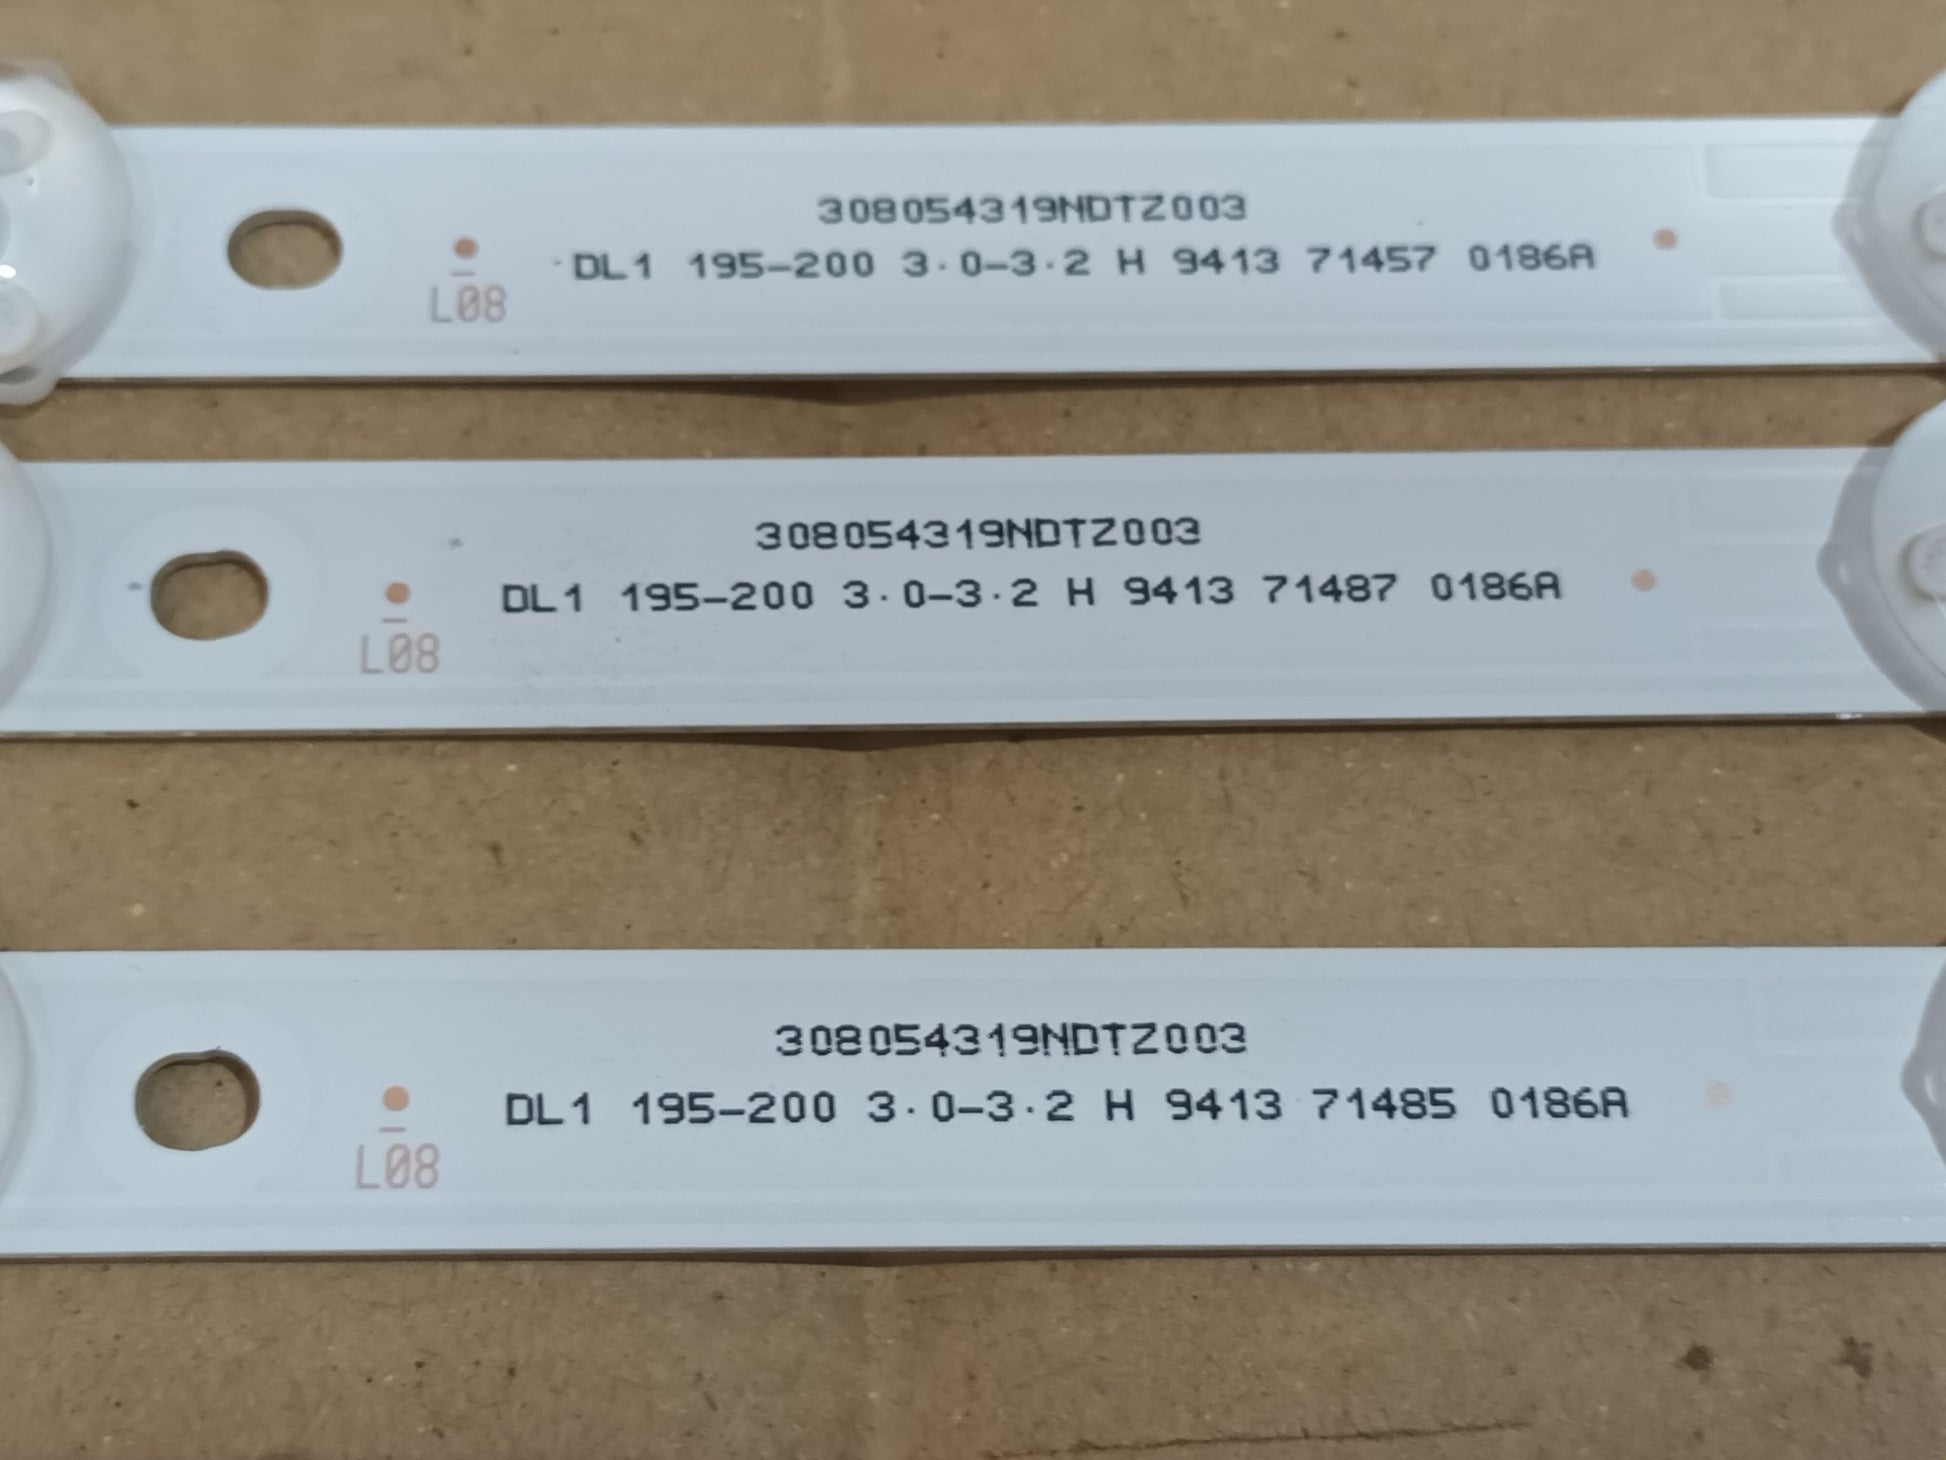 308054319NDTZ003
DL1 195-200 3.0-3.2 H 9413 71457 0186A
L08
308054319NDTZ003
DL1 195-200 3.0-3.2 H 9413 71487 0186A
L08
308054319NDTZ003
DL1 195-200 3.0-3.2 H 9413 71485 0186A
L08